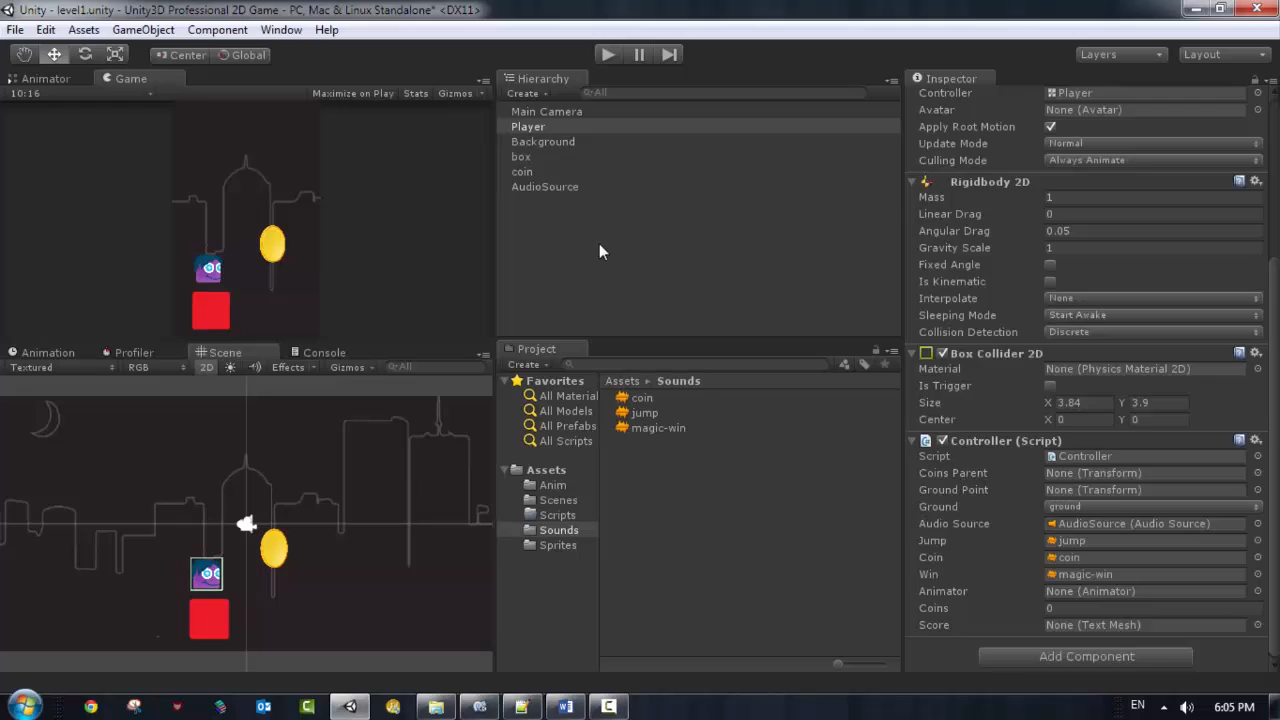 Unity - level1.unity - Unity3D Professional 2D Game - PC, Mac & Linux Standalone* <DX11>
File Edit Assets GameObject Component Window Help
Center Global Layers Layout
Animator Game
10:16 Maximize on Play Stats Gizmos
Hierarchy
Create All
Main Camera
Player
Background
box
coin
AudioSource
Inspector
Controller Player
Avatar None (Avatar)
Apply Root Motion
Update Mode Normal
Culling Mode Always Animate
Rigidbody 2D
Mass 1
Linear Drag 0
Angular Drag 0.05
Gravity Scale 1
Fixed Angle
Is Kinematic
Interpolate None
Sleeping Mode Start Awake
Collision Detection Discrete
Box Collider 2D
Material None (Physics Material 2D)
Is Trigger
Size X 3.84 Y 3.9
Center X 0 Y 0
Controller (Script)
Script Controller
Coins Parent None (Transform)
Ground Point None (Transform)
Ground ground
Audio Source AudioSource (Audio Source)
Jump jump
Coin coin
Win magic-win
Animator None (Animator)
Coins 0
Score None (Text Mesh)
Add Component
Animation Profiler Scene Console
Textured RGB 2D Effects Gizmos All
Project
Create
Favorites
All Material
All Models
All Prefabs
All Scripts
Assets
Anim
Scenes
Scripts
Sounds
Sprites
Assets Sounds
coin
jump
magic-win
EN 6:05 PM